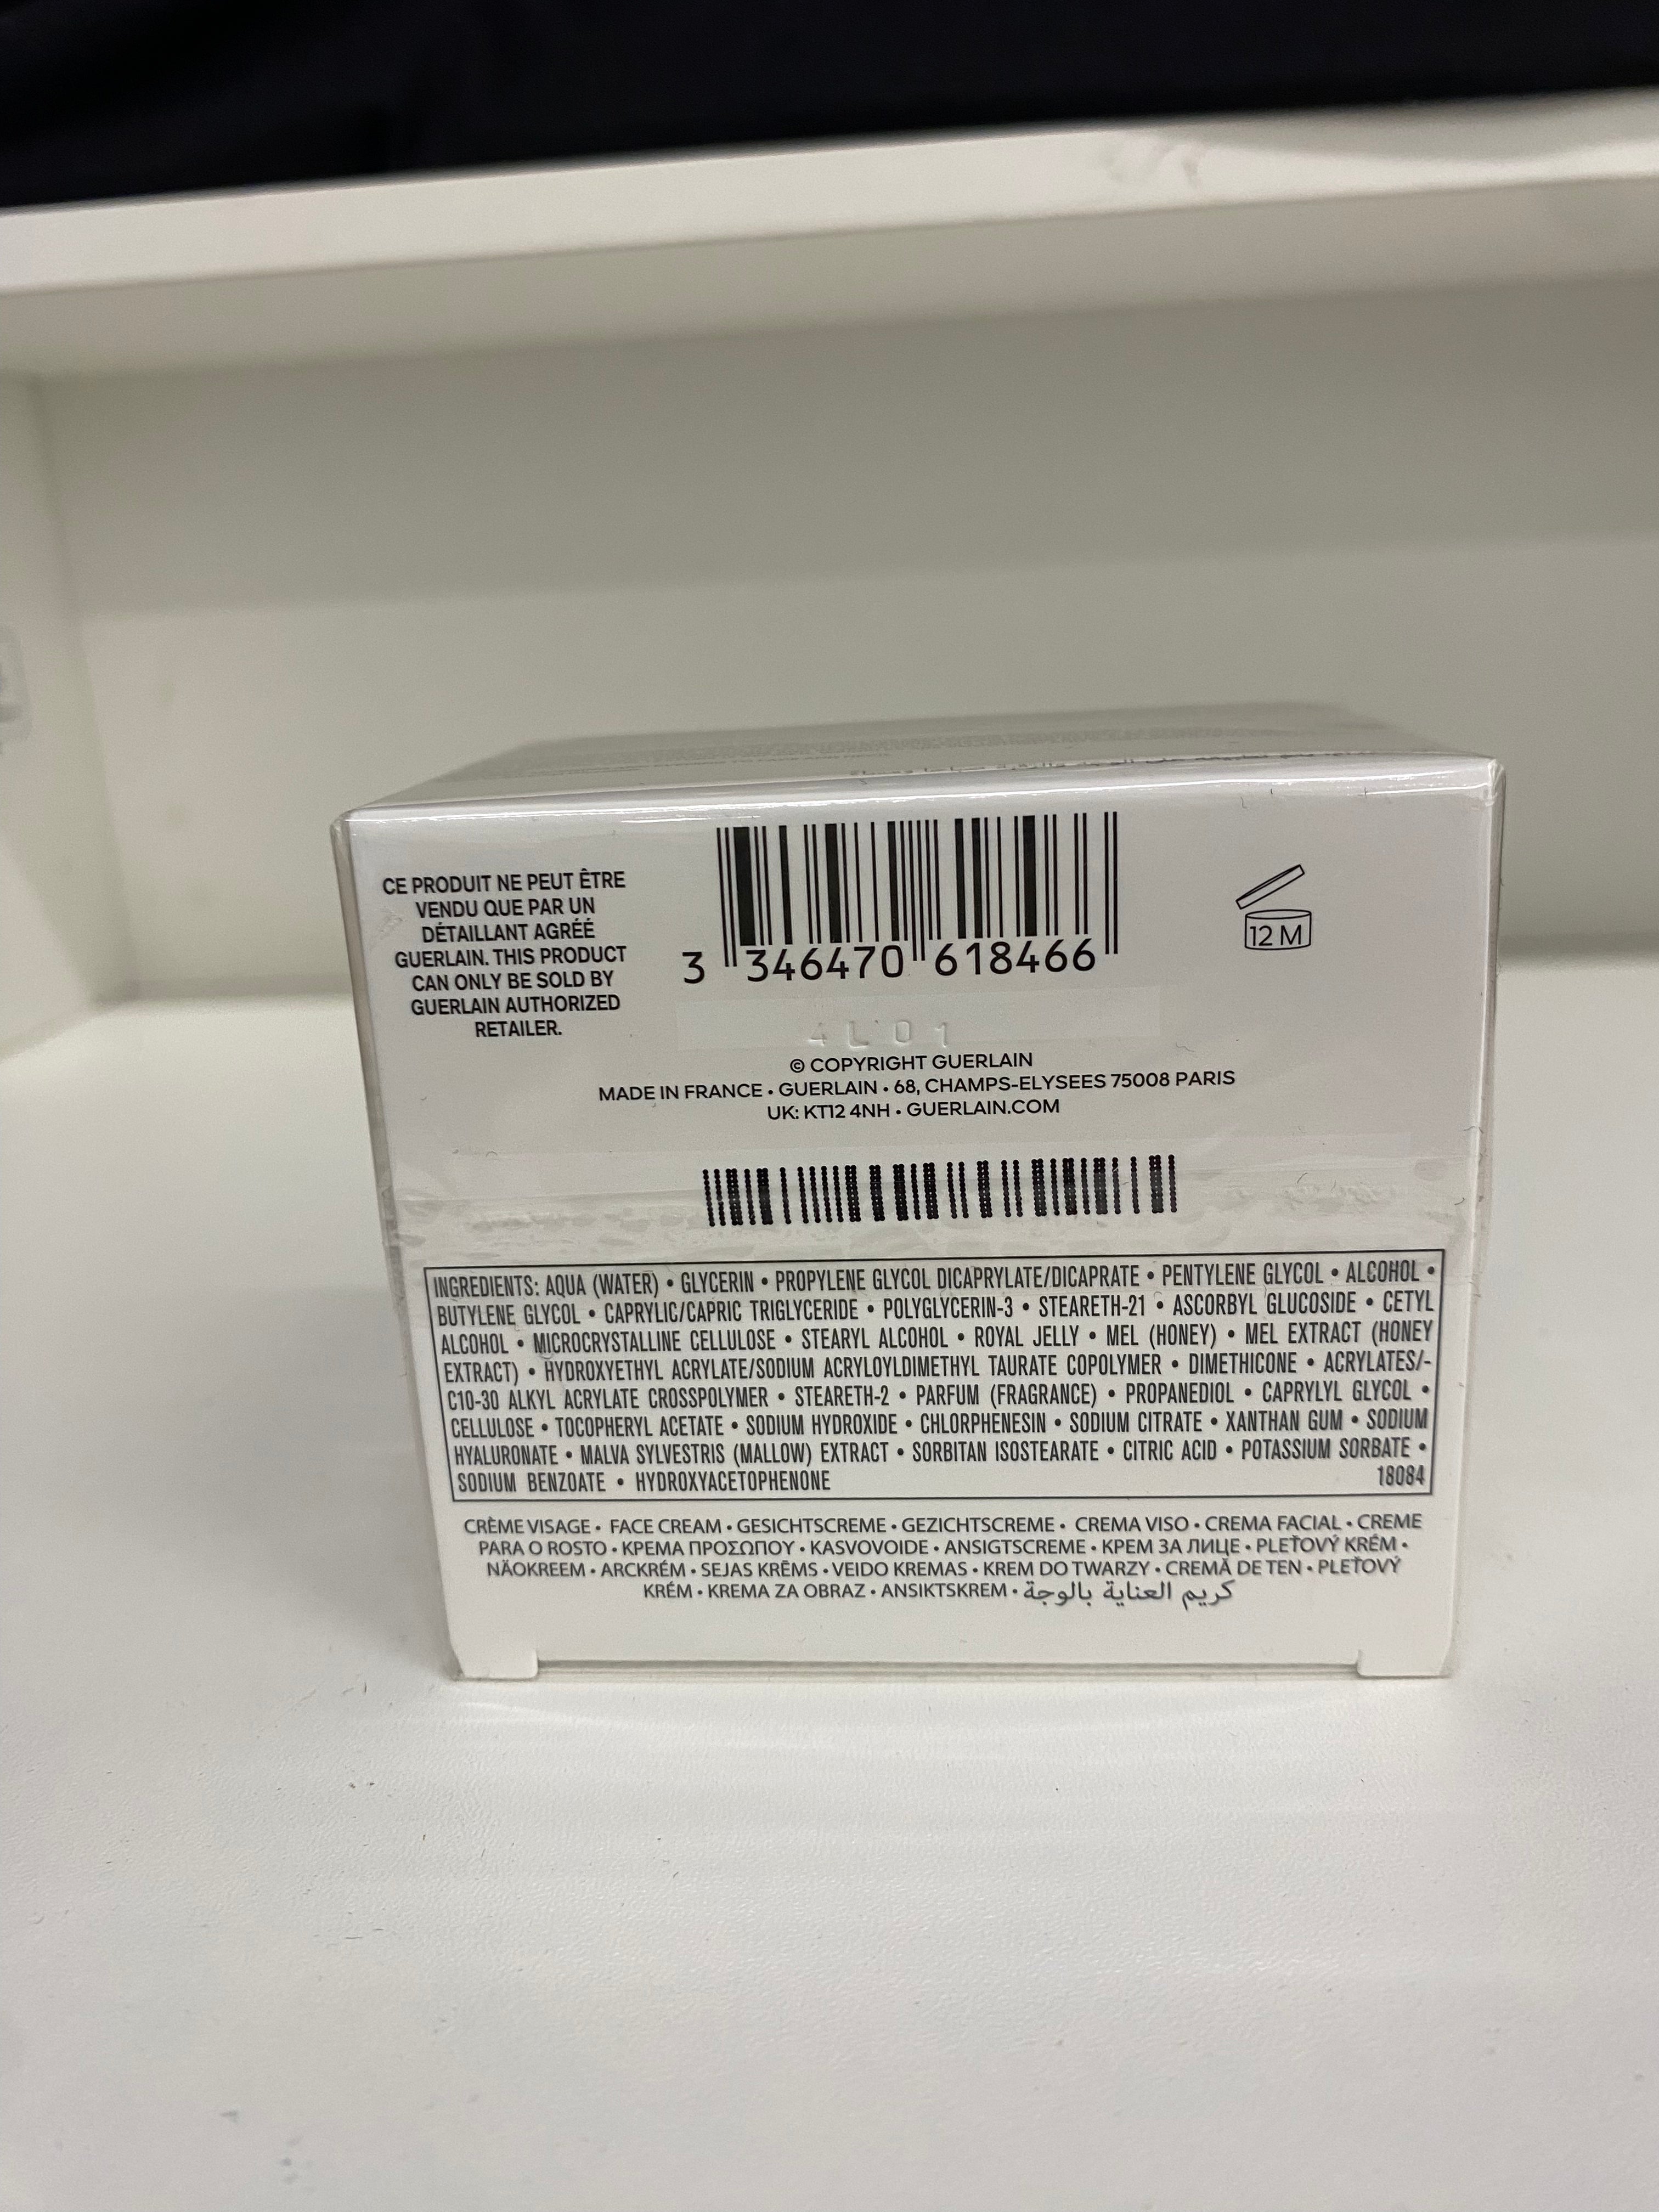 CE PRODUIT NE PEUT ÊTRE
VENDU QUE PAR UN
DÉTAILLANT AGRÉÉ
GUERLAIN. THIS PRODUCT
CAN ONLY BE SOLD BY
GUERLAIN AUTHORIZED
RETAILER.
3 346470 618466
12 M
4L01
© COPYRIGHT GUERLAIN
MADE IN FRANCE • GUERLAIN • 68, CHAMPS-ELYSEES 75008 PARIS
UK: KT12 4NH • GUERLAIN.COM
INGREDIENTS: AQUA (WATER) • GLYCERIN • PROPYLENE GLYCOL DICAPRYLATE/DICAPRATE • PENTYLENE GLYCOL • ALCOHOL •
BUTYLENE GLYCOL • CAPRYLIC/CAPRIC TRIGLYCERIDE • POLYGLYCERIN-3 • STEARETH-21 • ASCORBYL GLUCOSIDE • CETYL
ALCOHOL • MICROCRYSTALLINE CELLULOSE • STEARYL ALCOHOL • ROYAL JELLY • MEL (HONEY) • MEL EXTRACT (HONEY
EXTRACT) • HYDROXYETHYL ACRYLATE/SODIUM ACRYLOYLDIMETHYL TAURATE COPOLYMER • DIMETHICONE • ACRYLATES/-
C10-30 ALKYL ACRYLATE CROSSPOLYMER • STEARETH-2 • PARFUM (FRAGRANCE) • PROPANEDIOL • CAPRYLYL GLYCOL •
CELLULOSE • TOCOPHERYL ACETATE • SODIUM HYDROXIDE • CHLORPHENESIN • SODIUM CITRATE • XANTHAN GUM • SODIUM
HYALURONATE • MALVA SYLVESTRIS (MALLOW) EXTRACT • SORBITAN ISOSTEARATE • CITRIC ACID • POTASSIUM SORBATE •
SODIUM BENZOATE • HYDROXYACETOPHENONE 18084
CRÈME VISAGE • FACE CREAM • GESICHTSCREME • GEZICHTSCREME • CREMA VISO • CREMA FACIAL • CREME
PARA O ROSTO • ΚΡΕΜΑ ΠΡΟΣΩΠΟΥ • KASVOVOIDE • ANSIGTSCREME • КРЕМ ЗА ЛИЦЕ • PLEŤOVÝ KRÉM •
NÄOKREEM • ARCKRÉM • SEJAS KRĒMS • VEIDO KREMAS • KREM DO TWARZY • CREMĂ DE TEN • PLEŤOVÝ
KRÉM • KREMA ZA OBRAZ • ANSIKTSKREM • كريم العناية بالوجة